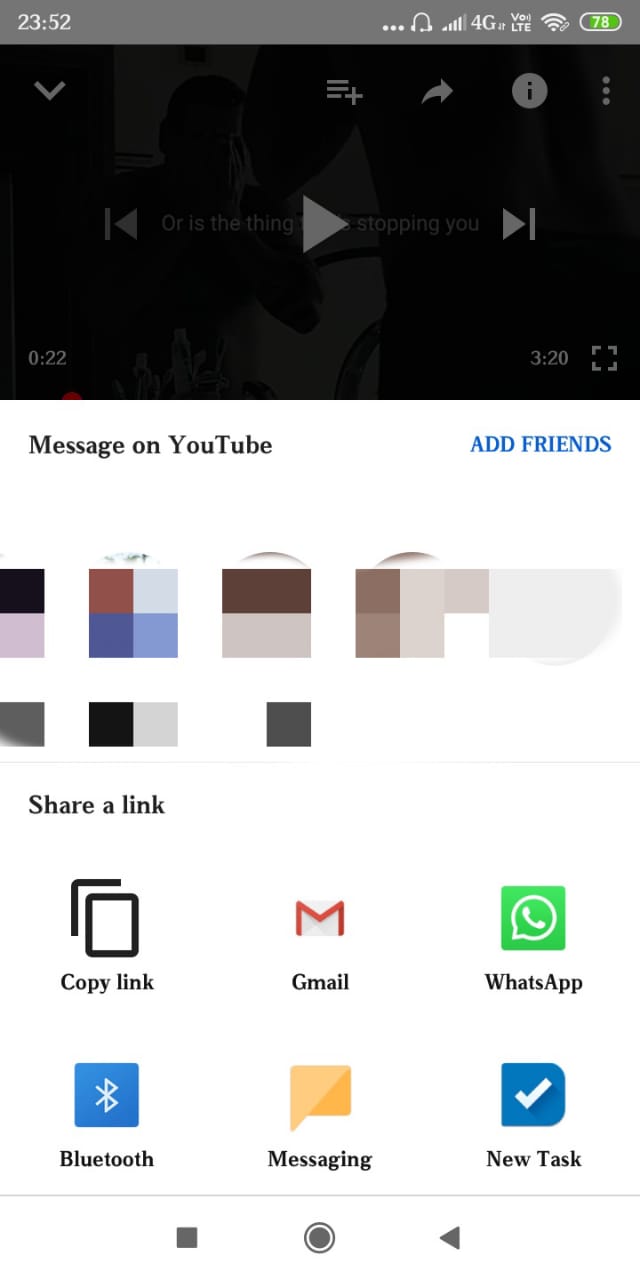 23:52
4G
Vo)) LTE
78
Or is the thing stopping you
0:22
3:20
Message on YouTube
ADD FRIENDS
Share a link
Copy link
Gmail
WhatsApp
Bluetooth
Messaging
New Task